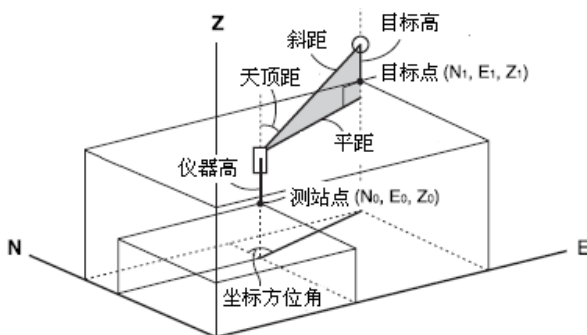 Z
目标高
斜距
天顶距
目标点 (N1, E1, Z1)
平距
仪器高
测站点 (N0, E0, Z0)
N
E
坐标方位角